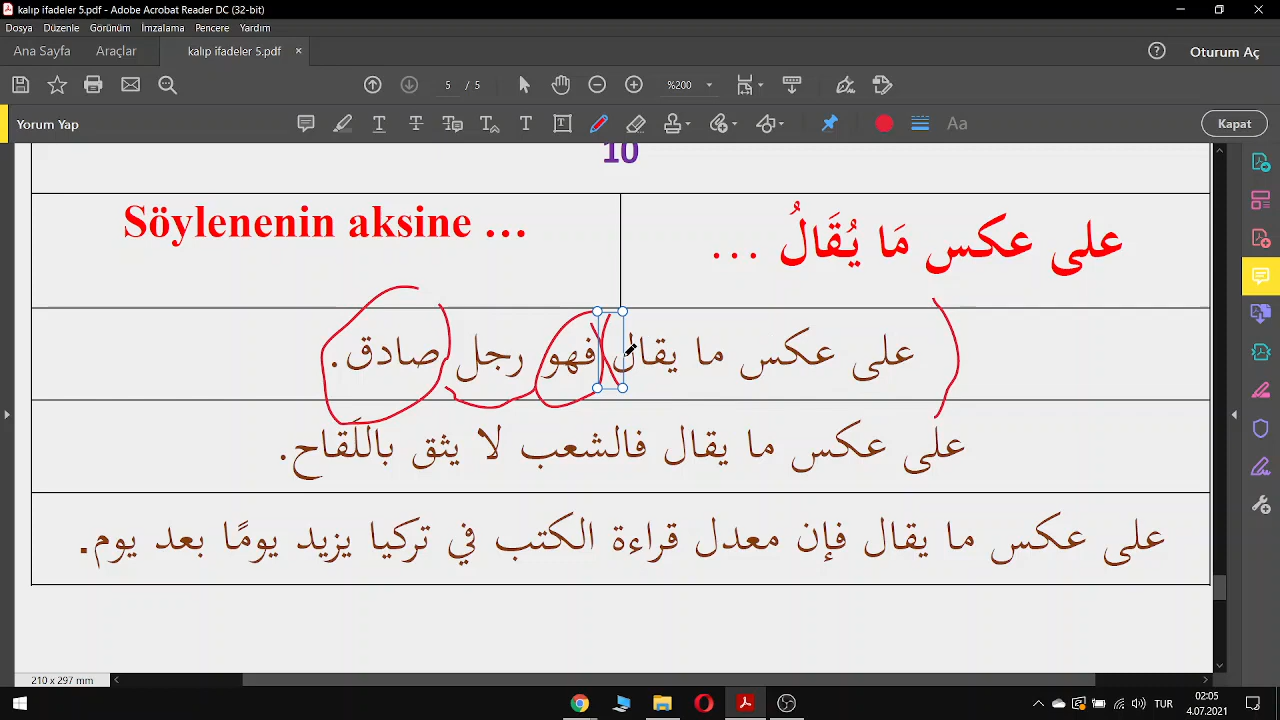 kalıp ifadeler 5.pdf - Adobe Acrobat Reader DC (32-bit)
Dosya Düzenle Görünüm İmzalama Pencere Yardım
Ana Sayfa Araçlar kalıp ifadeler 5.pdf × Oturum Aç
5 / 5 %200
Yorum Yap Kapat
10
Söylenenin aksine ...
على عكس مَا يُقَالُ ...
على عكس ما يقال فهو رجل صادق.
على عكس ما يقال فالشعب لا يثق باللَقاح.
على عكس ما يقال فإن معدل قراءة الكتب في تركيا يزيد يومًا بعد يوم.
210 x 297 mm
TUR 02:05
4.07.2021